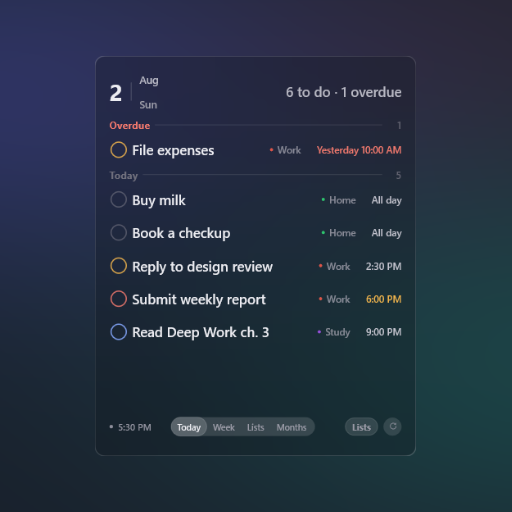 2
Aug
Sun
6 to do · 1 overdue
Overdue 1
File expenses • Work Yesterday 10:00 AM
Today 5
Buy milk • Home All day
Book a checkup • Home All day
Reply to design review • Work 2:30 PM
Submit weekly report • Work 6:00 PM
Read Deep Work ch. 3 • Study 9:00 PM
• 5:30 PM Today Week Lists Months Lists